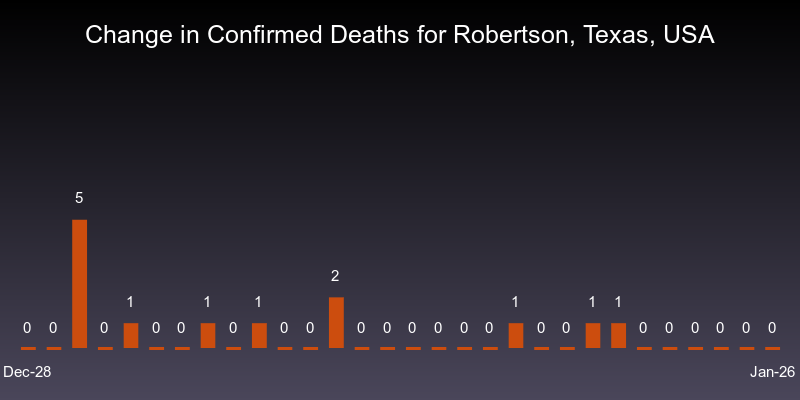 Change in Confirmed Deaths for Robertson, Texas, USA
0 0 5 0 1 0 0 1 0 1 0 0 2 0 0 0 0 0 0 1 0 0 1 1 0 0 0 0 0 0
Dec-28 Jan-26